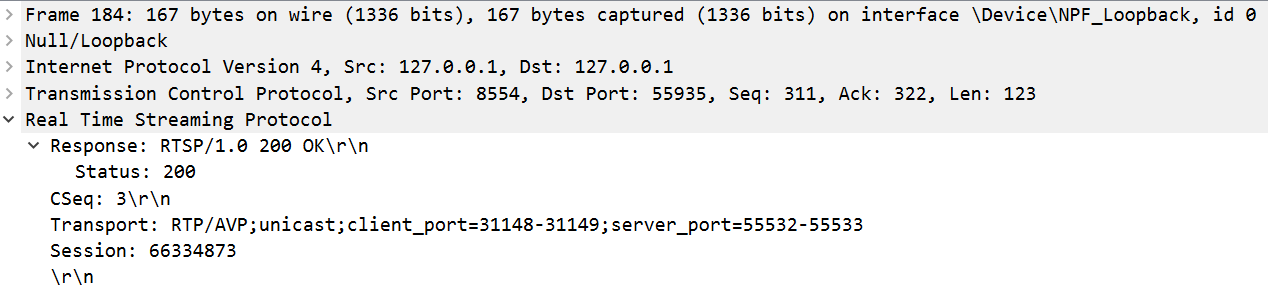 Frame 184: 167 bytes on wire (1336 bits), 167 bytes captured (1336 bits) on interface \Device\NPF_Loopback, id 0
Null/Loopback
Internet Protocol Version 4, Src: 127.0.0.1, Dst: 127.0.0.1
Transmission Control Protocol, Src Port: 8554, Dst Port: 55935, Seq: 311, Ack: 322, Len: 123
Real Time Streaming Protocol
Response: RTSP/1.0 200 OK\r\n
Status: 200
CSeq: 3\r\n
Transport: RTP/AVP;unicast;client_port=31148-31149;server_port=55532-55533
Session: 66334873
\r\n